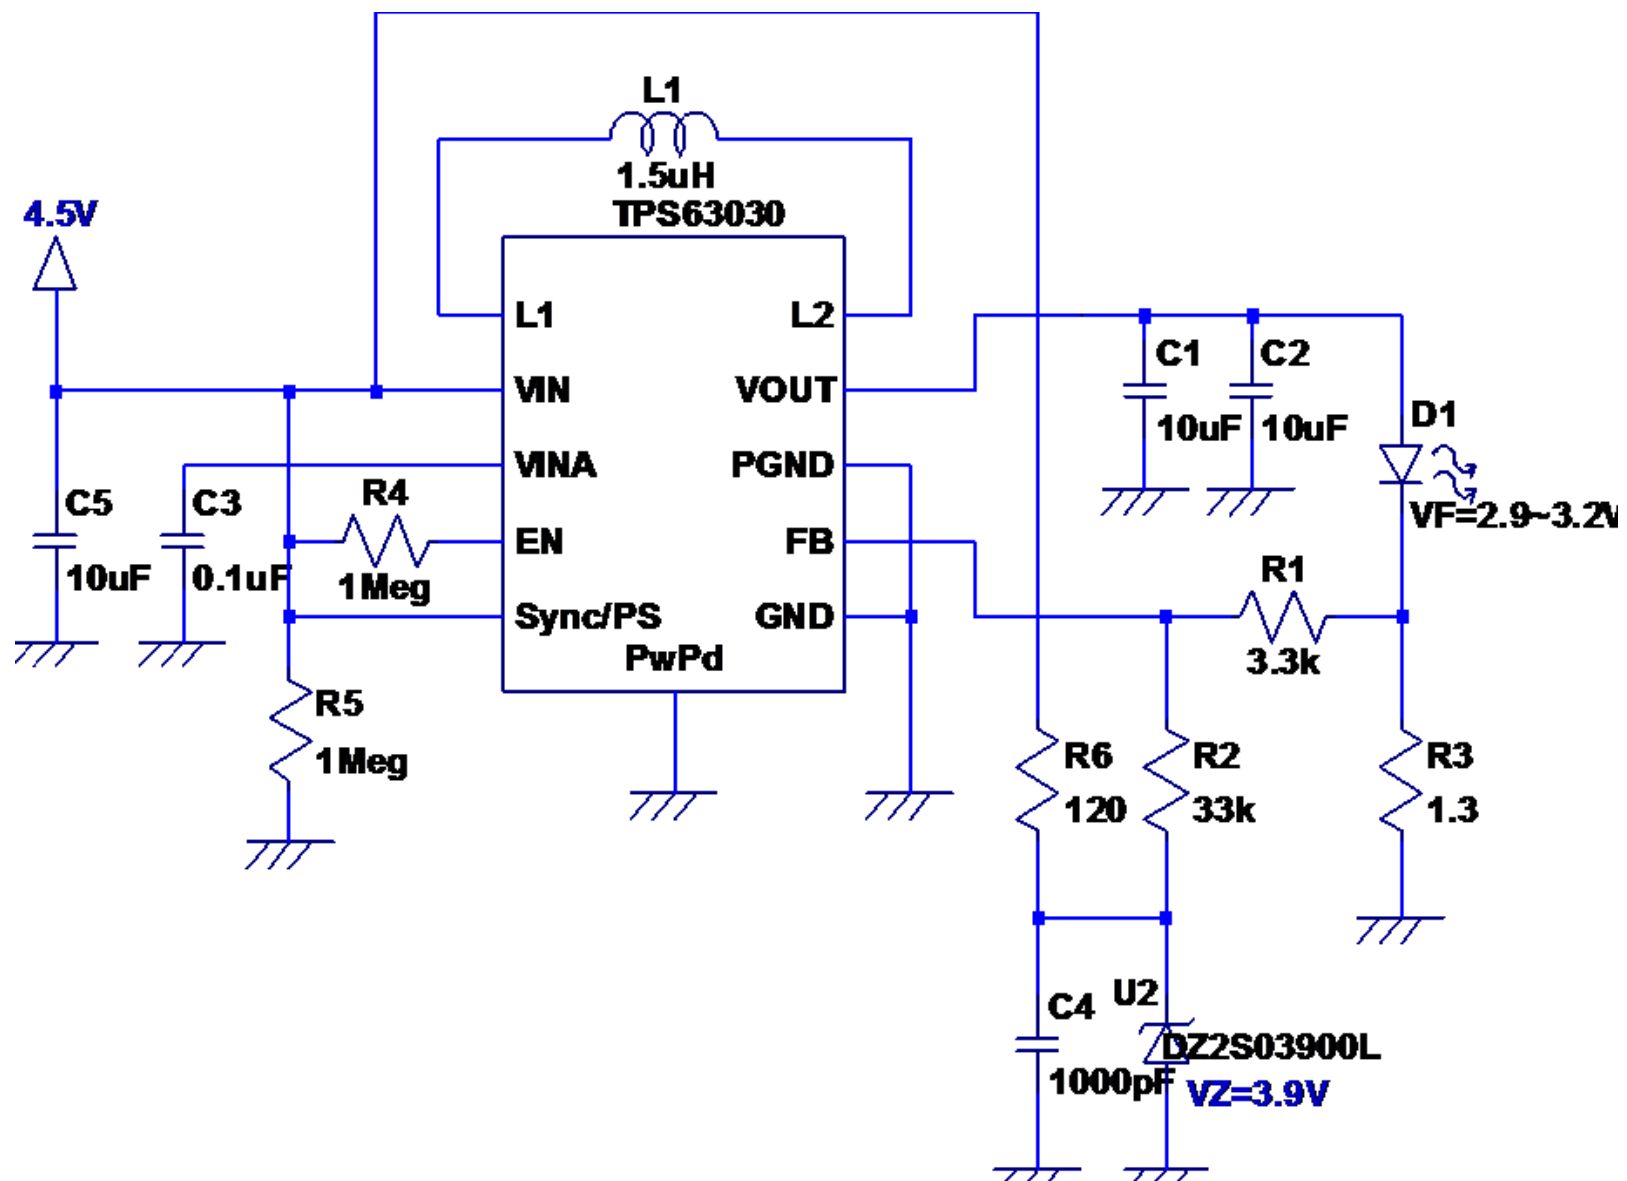 L1
1.5uH
TPS63030
4.5V
L1
L2
VIN
VOUT
VINA
PGND
EN
FB
Sync/PS
GND
PwPd
C5
10uF
C3
0.1uF
R4
1Meg
R5
1Meg
C1
10uF
C2
10uF
D1
VF=2.9~3.2V
R1
3.3k
R6
120
R2
33k
R3
1.3
C4
1000pF
U2
DZ2S03900L
VZ=3.9V